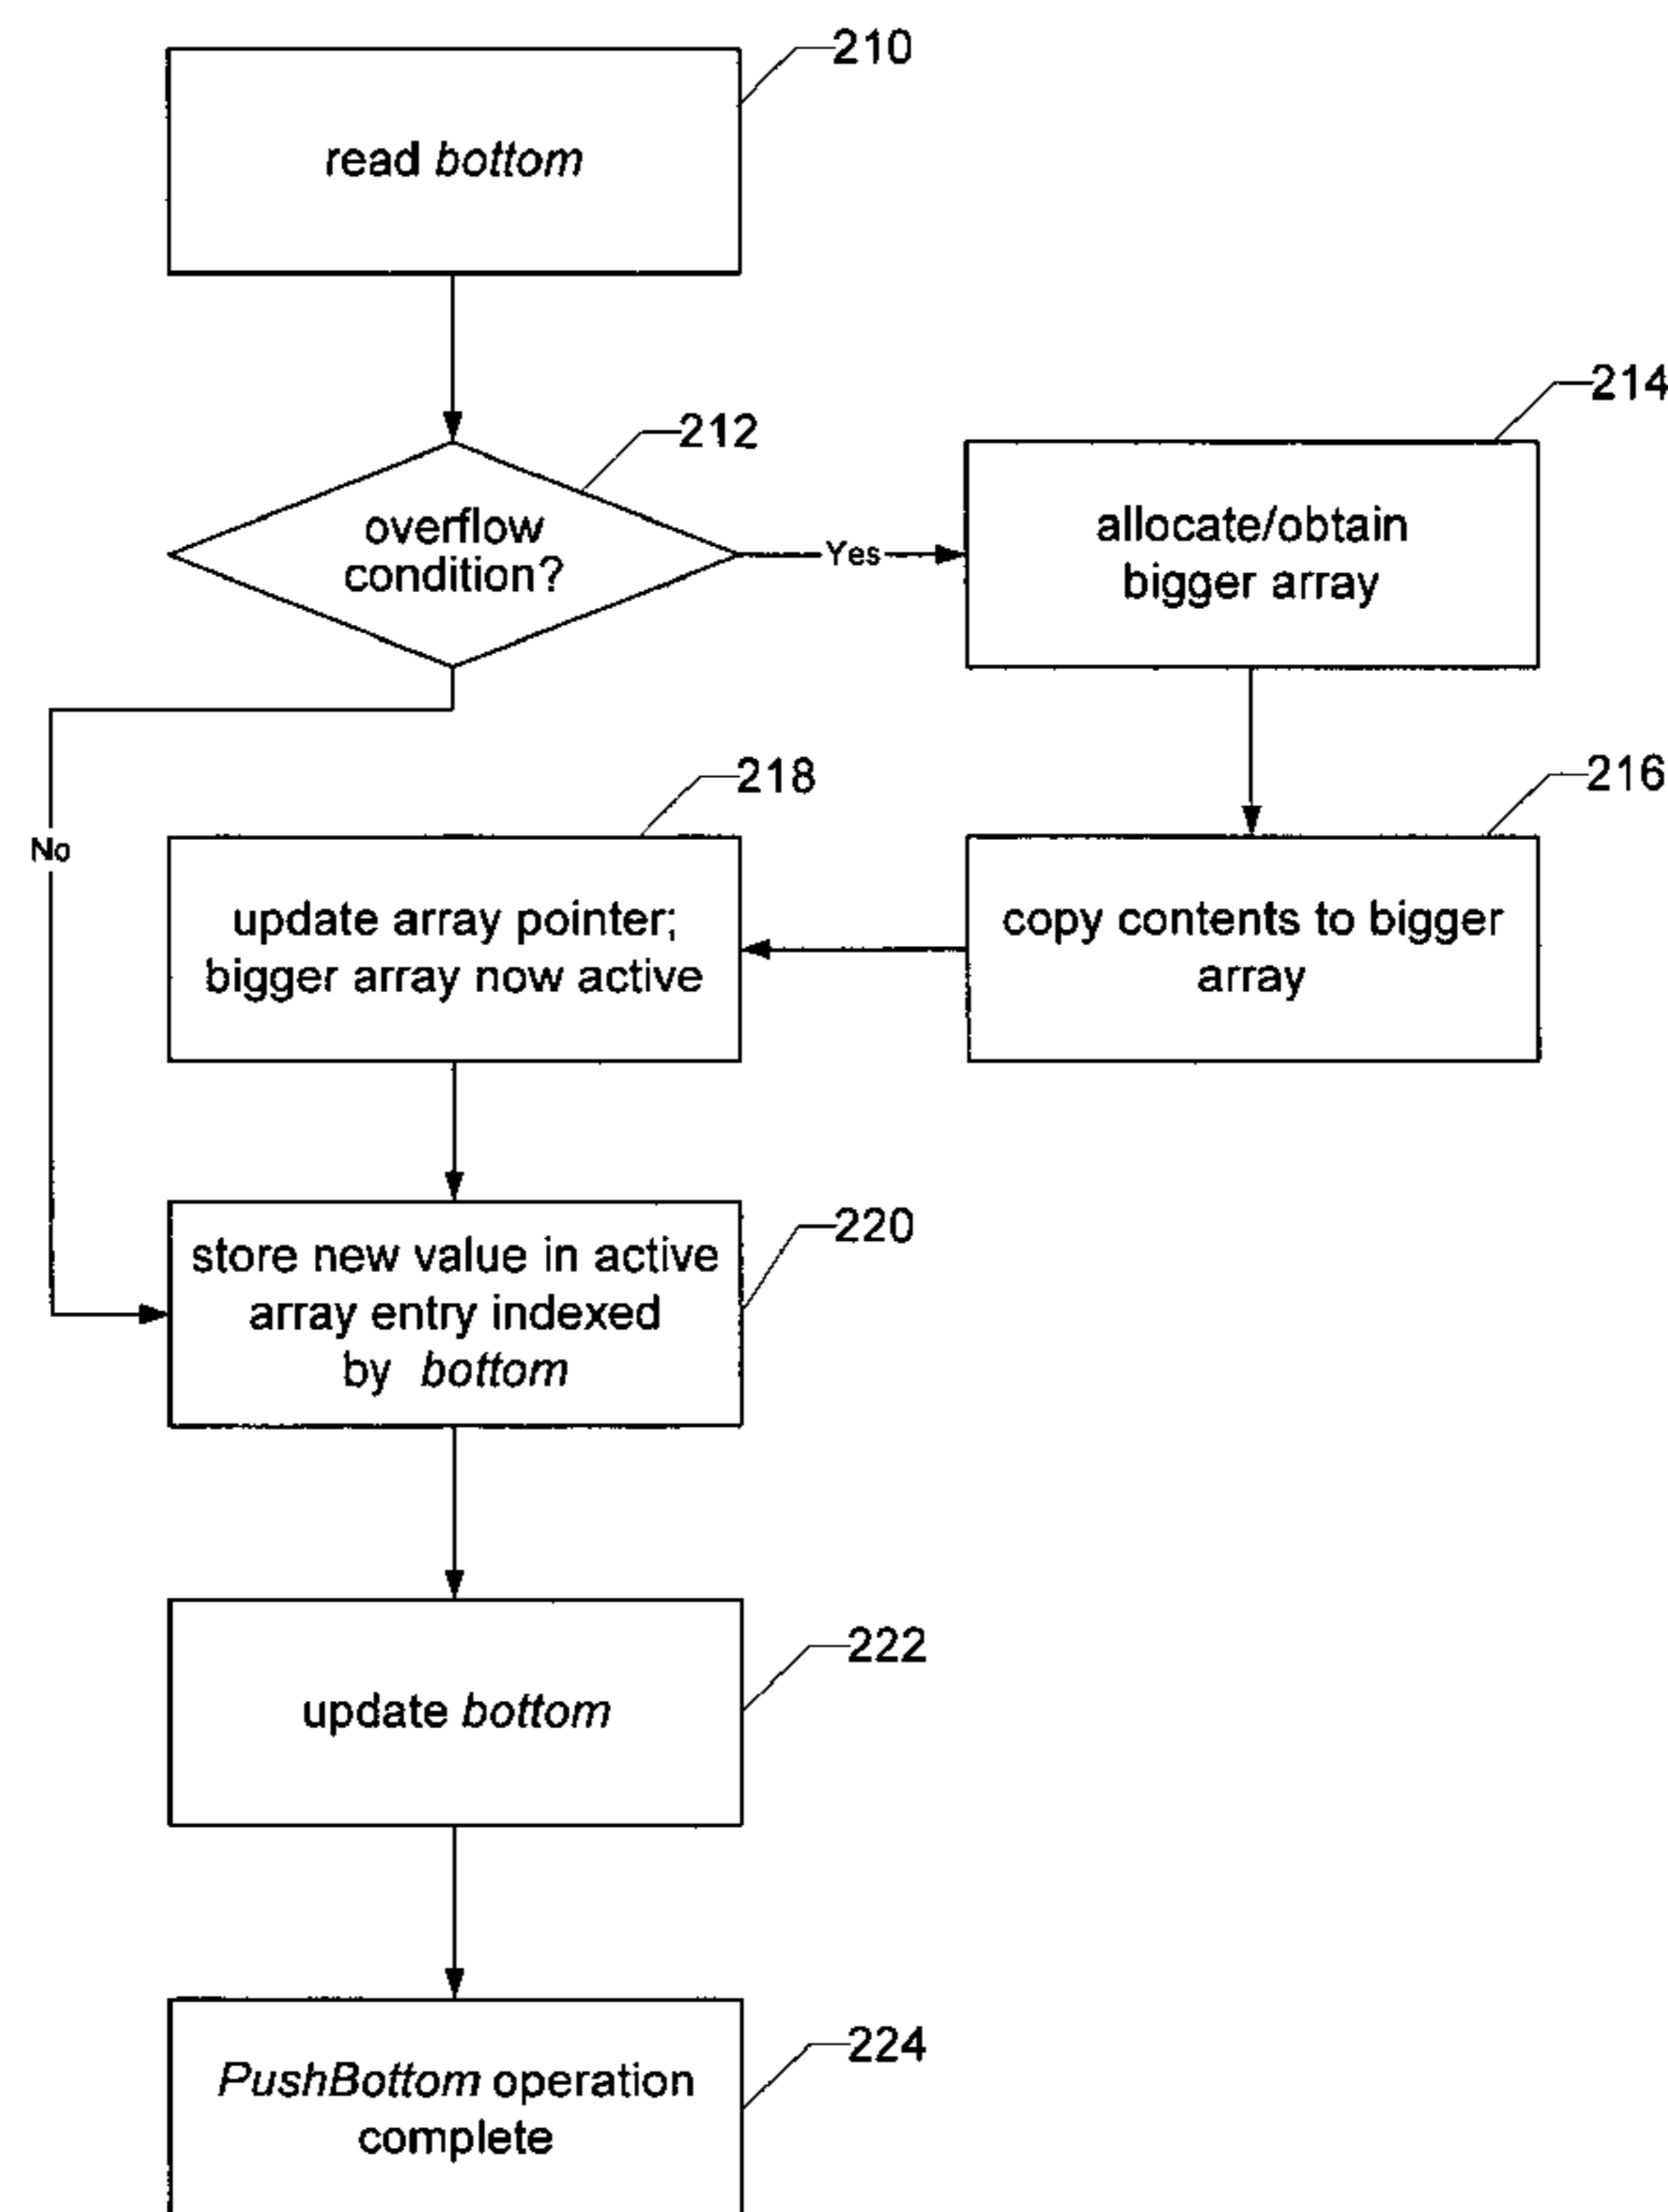 210
read bottom
212
overflow
condition?
Yes
214
allocate/obtain
bigger array
216
copy contents to bigger
array
218
update array pointer;
bigger array now active
No
220
store new value in active
array entry indexed
by bottom
222
update bottom
224
PushBottom operation
complete